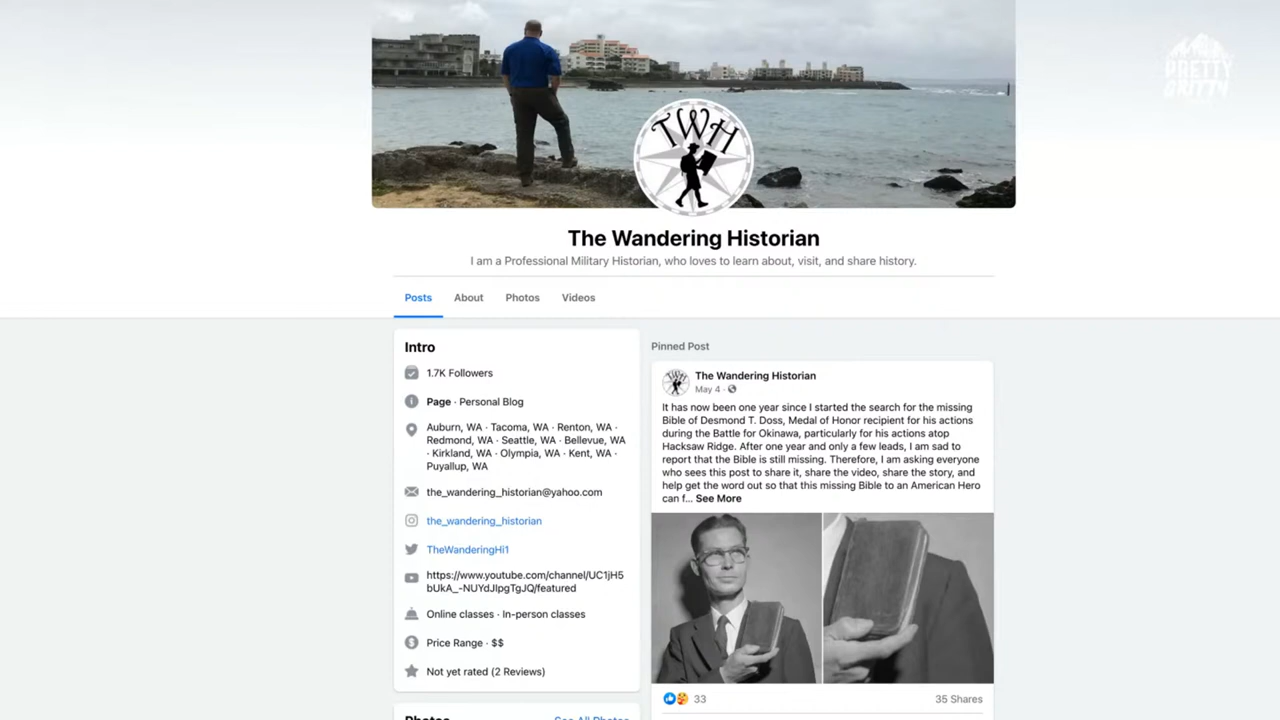 PRETTY
GRITTY
TWH
The Wandering Historian
I am a Professional Military Historian, who loves to learn about, visit, and share history.
Posts
About
Photos
Videos
Intro
1.7K Followers
Page · Personal Blog
Auburn, WA · Tacoma, WA · Renton, WA ·
Redmond, WA · Seattle, WA · Bellevue, WA
· Kirkland, WA · Olympia, WA · Kent, WA ·
Puyallup, WA
the_wandering_historian@yahoo.com
the_wandering_historian
TheWanderingHi1
https://www.youtube.com/channel/UC1jH5
bUkA_-NUYdJlpgTgJQ/featured
Online classes · In-person classes
Price Range · $$
Not yet rated (2 Reviews)
Photos
See All Photos
Pinned Post
TWH
The Wandering Historian
May 4 ·
It has now been one year since I started the search for the missing
Bible of Desmond T. Doss, Medal of Honor recipient for his actions
during the Battle for Okinawa, particularly for his actions atop
Hacksaw Ridge. After one year and only a few leads, I am sad to
report that the Bible is still missing. Therefore, I am asking everyone
who sees this post to share it, share the video, share the story, and
help get the word out so that this missing Bible to an American Hero
can f... See More
33
35 Shares